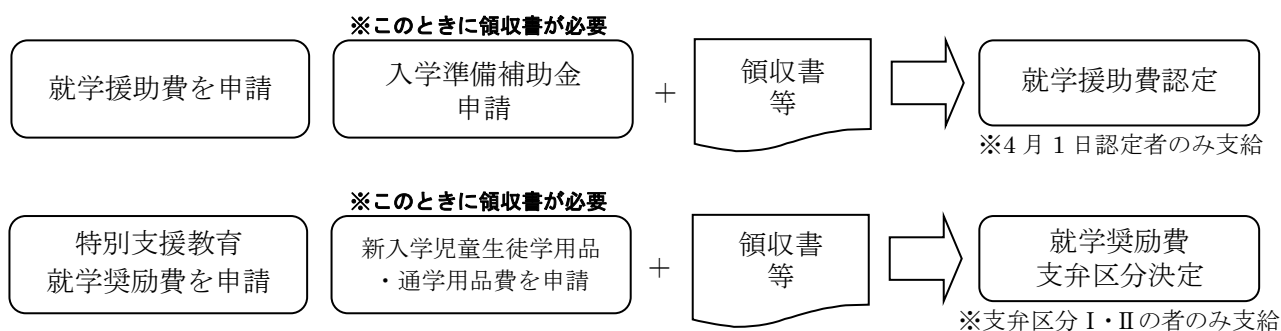 ※このときに領収書が必要
就学援助費を申請
入学準備補助金
申請
＋
領収書
等
就学援助費認定
※4月1日認定者のみ支給
※このときに領収書が必要
特別支援教育
就学奨励費を申請
新入学児童生徒学用品
・通学用品費を申請
＋
領収書
等
就学奨励費
支弁区分決定
※支弁区分Ⅰ・Ⅱの者のみ支給